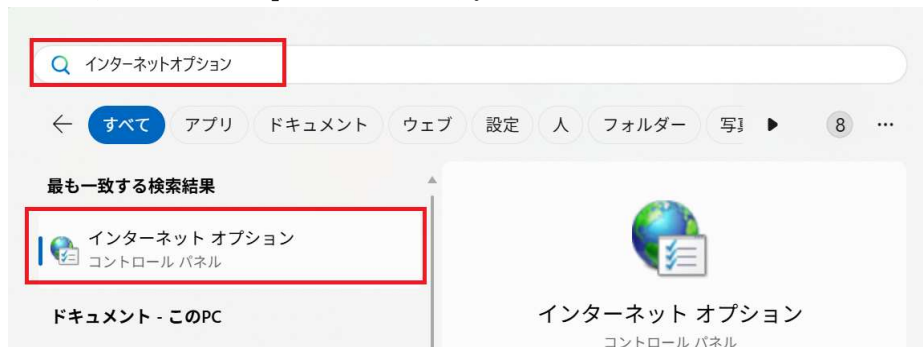 インターネットオプション
すべて アプリ ドキュメント ウェブ 設定 人 フォルダー 8 …
最も一致する検索結果
インターネット オプション
コントロール パネル
ドキュメント - このPC
インターネット オプション
コントロール パネル